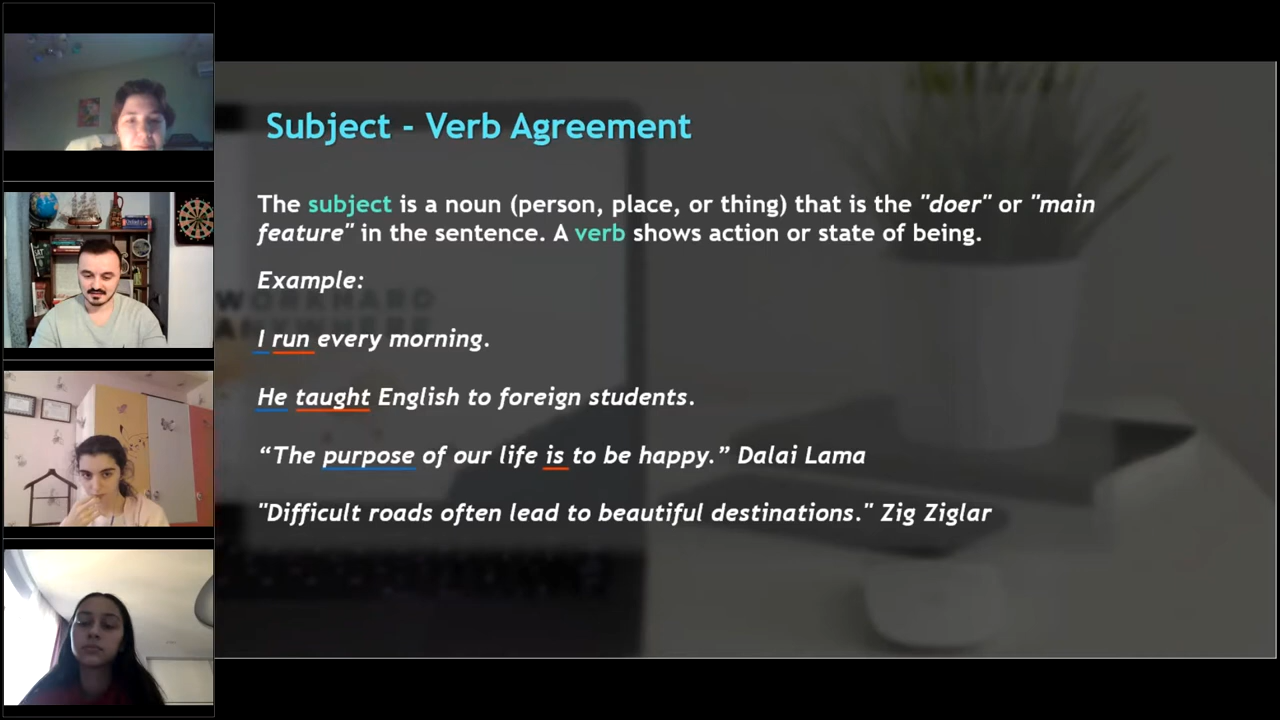 Subject - Verb Agreement
The subject is a noun (person, place, or thing) that is the "doer" or "main
feature" in the sentence. A verb shows action or state of being.
Example:
I run every morning.
He taught English to foreign students.
“The purpose of our life is to be happy.” Dalai Lama
"Difficult roads often lead to beautiful destinations." Zig Ziglar
WORK HARD
ANYWHERE